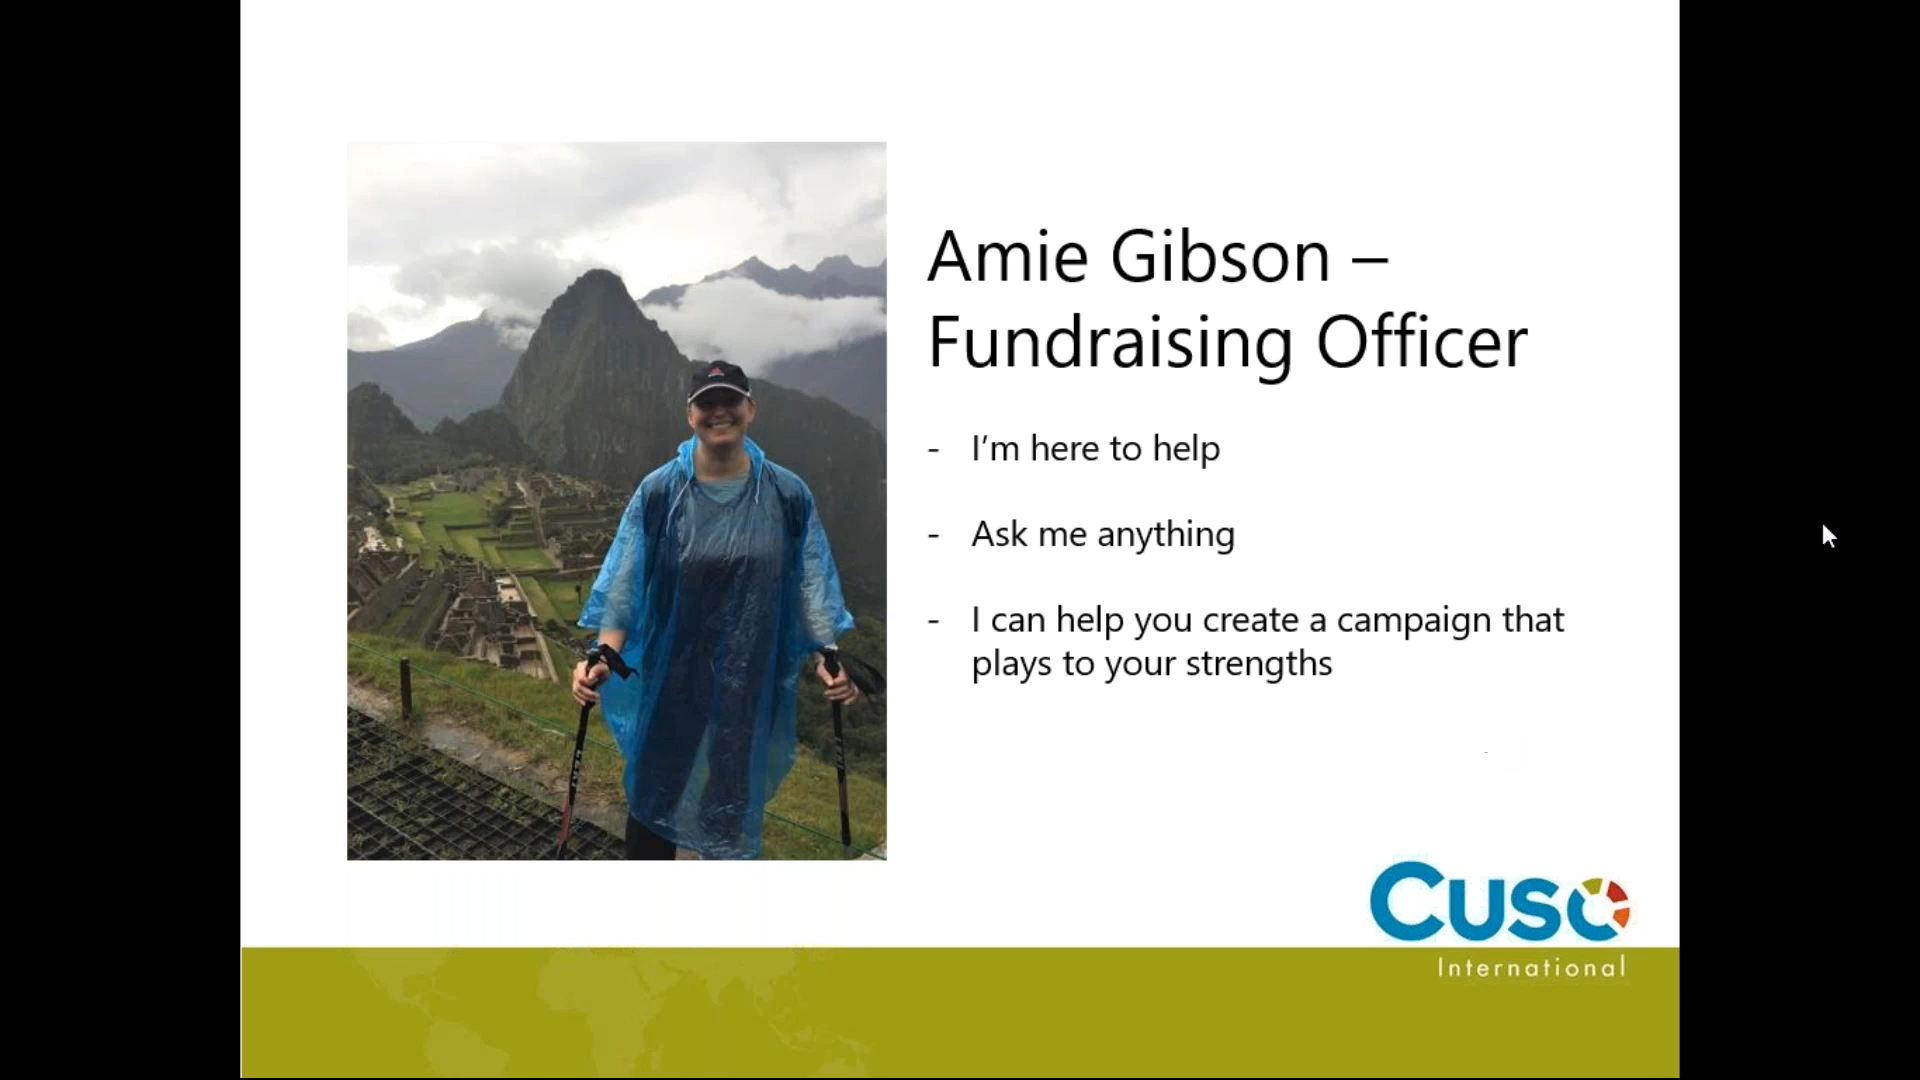 Amie Gibson –
Fundraising Officer
- I'm here to help
- Ask me anything
- I can help you create a campaign that
plays to your strengths
Cuso
International